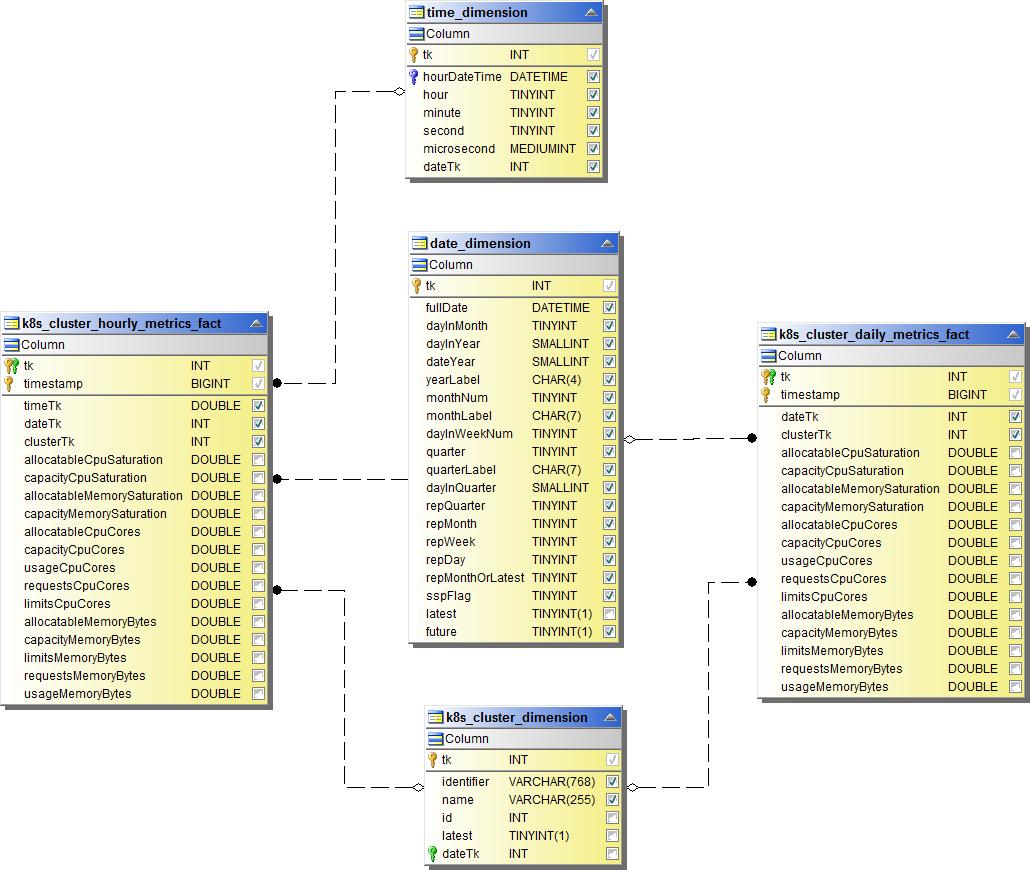 time_dimension
Column
tk INT
hourDateTime DATETIME
hour TINYINT
minute TINYINT
second TINYINT
microsecond MEDIUMINT
dateTk INT
date_dimension
Column
tk INT
fullDate DATETIME
dayInMonth TINYINT
dayInYear SMALLINT
dateYear SMALLINT
yearLabel CHAR(4)
monthNum TINYINT
monthLabel CHAR(7)
dayInWeekNum TINYINT
quarter TINYINT
quarterLabel CHAR(7)
dayInQuarter SMALLINT
repQuarter TINYINT
repMonth TINYINT
repWeek TINYINT
repDay TINYINT
repMonthOrLatest TINYINT
sspFlag TINYINT
latest TINYINT(1)
future TINYINT(1)
k8s_cluster_hourly_metrics_fact
Column
tk INT
timestamp BIGINT
timeTk DOUBLE
dateTk INT
clusterTk INT
allocatableCpuSaturation DOUBLE
capacityCpuSaturation DOUBLE
allocatableMemorySaturation DOUBLE
capacityMemorySaturation DOUBLE
allocatableCpuCores DOUBLE
capacityCpuCores DOUBLE
usageCpuCores DOUBLE
requestsCpuCores DOUBLE
limitsCpuCores DOUBLE
allocatableMemoryBytes DOUBLE
capacityMemoryBytes DOUBLE
limitsMemoryBytes DOUBLE
requestsMemoryBytes DOUBLE
usageMemoryBytes DOUBLE
k8s_cluster_daily_metrics_fact
Column
tk INT
timestamp BIGINT
dateTk INT
clusterTk INT
allocatableCpuSaturation DOUBLE
capacityCpuSaturation DOUBLE
allocatableMemorySaturation DOUBLE
capacityMemorySaturation DOUBLE
allocatableCpuCores DOUBLE
capacityCpuCores DOUBLE
usageCpuCores DOUBLE
requestsCpuCores DOUBLE
limitsCpuCores DOUBLE
allocatableMemoryBytes DOUBLE
capacityMemoryBytes DOUBLE
limitsMemoryBytes DOUBLE
requestsMemoryBytes DOUBLE
usageMemoryBytes DOUBLE
k8s_cluster_dimension
Column
tk INT
identifier VARCHAR(768)
name VARCHAR(255)
id INT
latest TINYINT(1)
dateTk INT